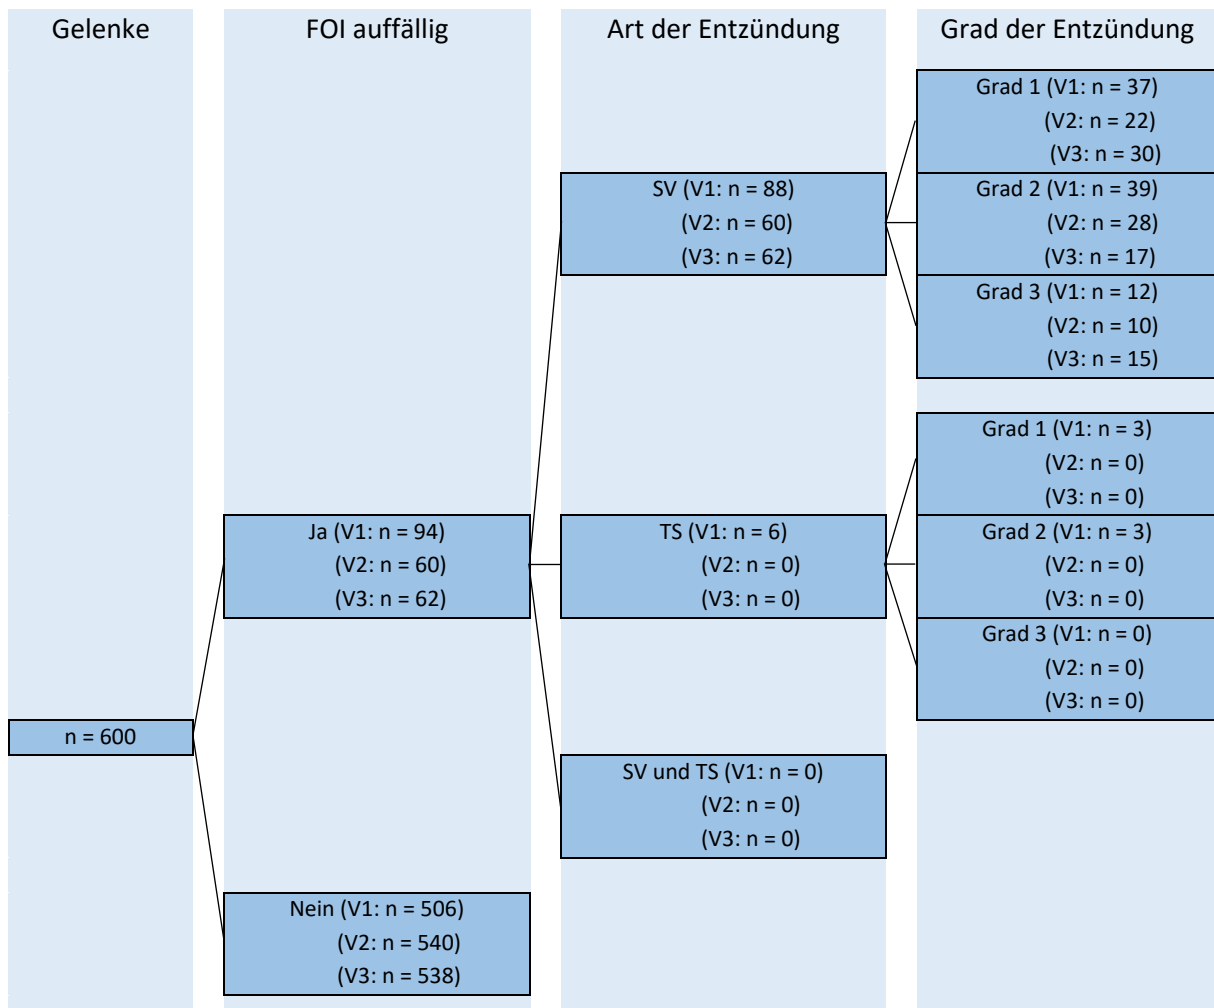 Gelenke
FOI auffällig
Art der Entzündung
Grad der Entzündung
Grad 1 (V1: n = 37)
(V2: n = 22)
(V3: n = 30)
SV (V1: n = 88)
(V2: n = 60)
(V3: n = 62)
Grad 2 (V1: n = 39)
(V2: n = 28)
(V3: n = 17)
Grad 3 (V1: n = 12)
(V2: n = 10)
(V3: n = 15)
Grad 1 (V1: n = 3)
(V2: n = 0)
(V3: n = 0)
Ja (V1: n = 94)
(V2: n = 60)
(V3: n = 62)
TS (V1: n = 6)
(V2: n = 0)
(V3: n = 0)
Grad 2 (V1: n = 3)
(V2: n = 0)
(V3: n = 0)
Grad 3 (V1: n = 0)
(V2: n = 0)
(V3: n = 0)
n = 600
SV und TS (V1: n = 0)
(V2: n = 0)
(V3: n = 0)
Nein (V1: n = 506)
(V2: n = 540)
(V3: n = 538)